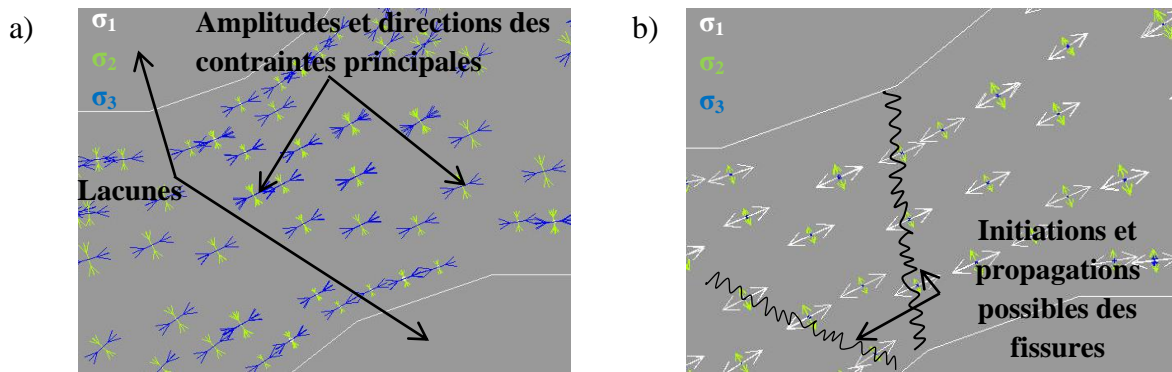 a)
σ1
σ2
σ3
Amplitudes et directions des
contraintes principales
Lacunes
b)
σ1
σ2
σ3
Initiations et
propagations
possibles des
fissures